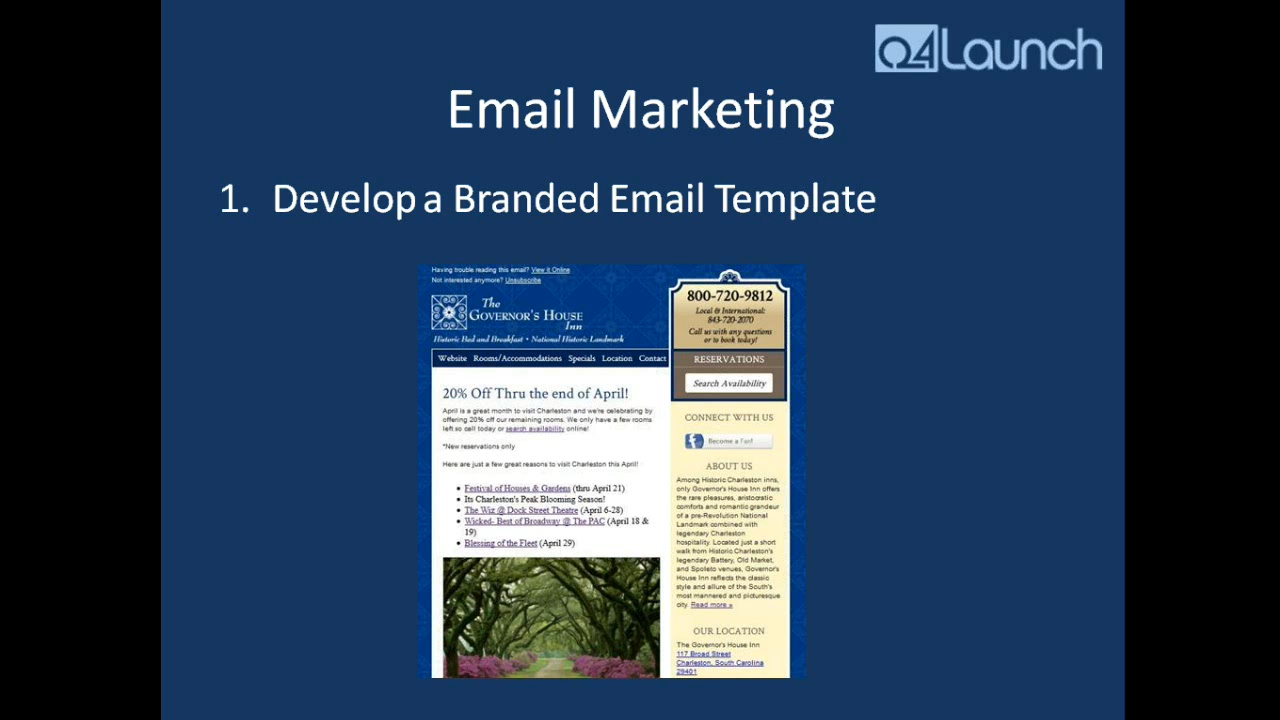 Q4Launch
Email Marketing
1. Develop a Branded Email Template
Having trouble reading this email? View it Online
Not interested anymore? Unsubscribe
The
Governor's House
Inn
Historic Bed and Breakfast • National Historic Landmark
Website Rooms/Accommodations Specials Location Contact
20% Off Thru the end of April!
April is a great month to visit Charleston and we're celebrating by
offering 20% off our remaining rooms. We only have a few rooms
left so call today or search availability online!
*New reservations only
Here are just a few great reasons to visit Charleston this April!
• Festival of Houses & Gardens (thru April 21)
• Its Charleston's Peak Blooming Season!
• The Wiz @ Dock Street Theatre (April 6-28)
• Wicked- Best of Broadway @ The PAC (April 18 &
19)
• Blessing of the Fleet (April 29)
800-720-9812
Local & International:
843-720-2070
Call us with any questions
or to book today!
RESERVATIONS
Search Availability
CONNECT WITH US
Become a Fan!
ABOUT US
Among Historic Charleston inns,
only Governor's House Inn offers
the rare pleasures, aristocratic
comforts and romantic grandeur
of a pre-Revolution National
Landmark combined with
legendary Charleston
hospitality. Located just a short
walk from Historic Charleston's
legendary Battery, Old Market,
and Spoleto venues, Governor's
House Inn reflects the classic
style and allure of the South's
most mannered and picturesque
city. Read more »
OUR LOCATION
The Governor's House Inn
117 Broad Street
Charleston, South Carolina
29401